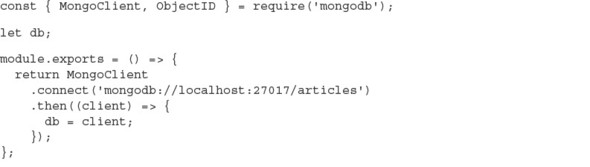 const { MongoClient, ObjectID } = require('mongodb');
let db;
module.exports = () => {
  return MongoClient
    .connect('mongodb://localhost:27017/articles')
    .then((client) => {
      db = client;
    });
};